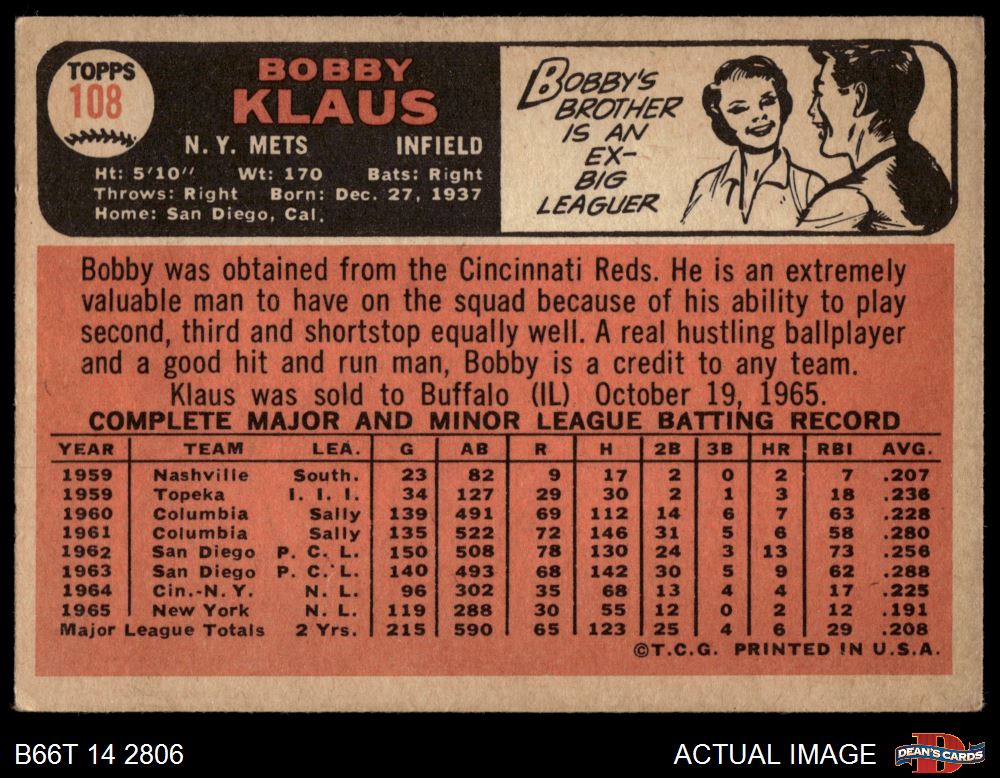 TOPPS
108
BOBBY
KLAUS
N. Y. METS INFIELD
Ht: 5'10" Wt: 170 Bats: Right
Throws: Right Born: Dec. 27, 1937
Home: San Diego, Cal.
BOBBY'S
BROTHER
IS AN
EX-
BIG
LEAGUER
Bobby was obtained from the Cincinnati Reds. He is an extremely
valuable man to have on the squad because of his ability to play
second, third and shortstop equally well. A real hustling ballplayer
and a good hit and run man, Bobby is a credit to any team.
Klaus was sold to Buffalo (IL) October 19, 1965.
COMPLETE MAJOR AND MINOR LEAGUE BATTING RECORD
YEAR TEAM LEA. G AB R H 2B 3B HR RBI AVG.
1959 Nashville South. 23 82 9 17 2 0 2 7 .207
1959 Topeka I. I. I. 34 127 29 30 2 1 3 18 .236
1960 Columbia Sally 139 491 69 112 14 6 7 63 .228
1961 Columbia Sally 135 522 72 146 31 5 6 58 .280
1962 San Diego P. C. L. 150 508 78 130 24 3 13 73 .256
1963 San Diego P. C. L. 140 493 68 142 30 5 9 62 .288
1964 Cin.-N. Y. N. L. 96 302 35 68 13 4 4 17 .225
1965 New York N. L. 119 288 30 55 12 0 2 12 .191
Major League Totals 2 Yrs. 215 590 65 123 25 4 6 29 .208
©T.C.G. PRINTED IN U.S.A.
B66T 14 2806
ACTUAL IMAGE
D
DEAN'S CARDS